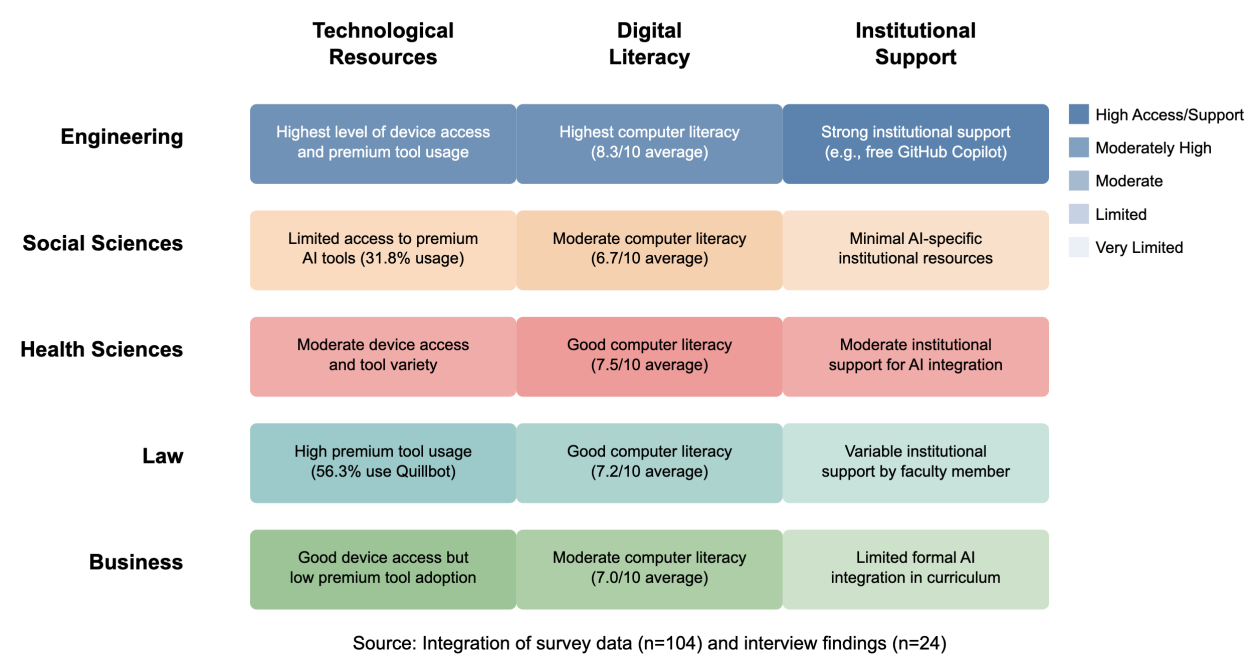 Technological
Resources
Digital
Literacy
Institutional
Support
Engineering
Highest level of device access
and premium tool usage
Highest computer literacy
(8.3/10 average)
Strong institutional support
(e.g., free GitHub Copilot)
High Access/Support
Moderately High
Moderate
Limited
Very Limited
Social Sciences
Limited access to premium
AI tools (31.8% usage)
Moderate computer literacy
(6.7/10 average)
Minimal AI-specific
institutional resources
Health Sciences
Moderate device access
and tool variety
Good computer literacy
(7.5/10 average)
Moderate institutional
support for AI integration
Law
High premium tool usage
(56.3% use Quillbot)
Good computer literacy
(7.2/10 average)
Variable institutional
support by faculty member
Business
Good device access but
low premium tool adoption
Moderate computer literacy
(7.0/10 average)
Limited formal AI
integration in curriculum
Source: Integration of survey data (n=104) and interview findings (n=24)